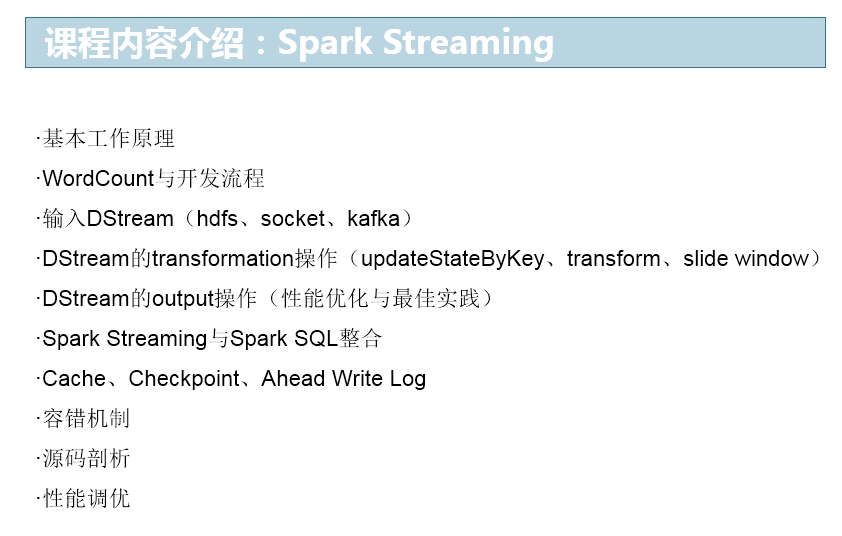 课程内容介绍：Spark Streaming
·基本工作原理
·WordCount与开发流程
·输入DStream（hdfs、socket、kafka）
·DStream的transformation操作（updateStateByKey、transform、slide window）
·DStream的output操作（性能优化与最佳实践）
·Spark Streaming与Spark SQL整合
·Cache、Checkpoint、Ahead Write Log
·容错机制
·源码剖析
·性能调优